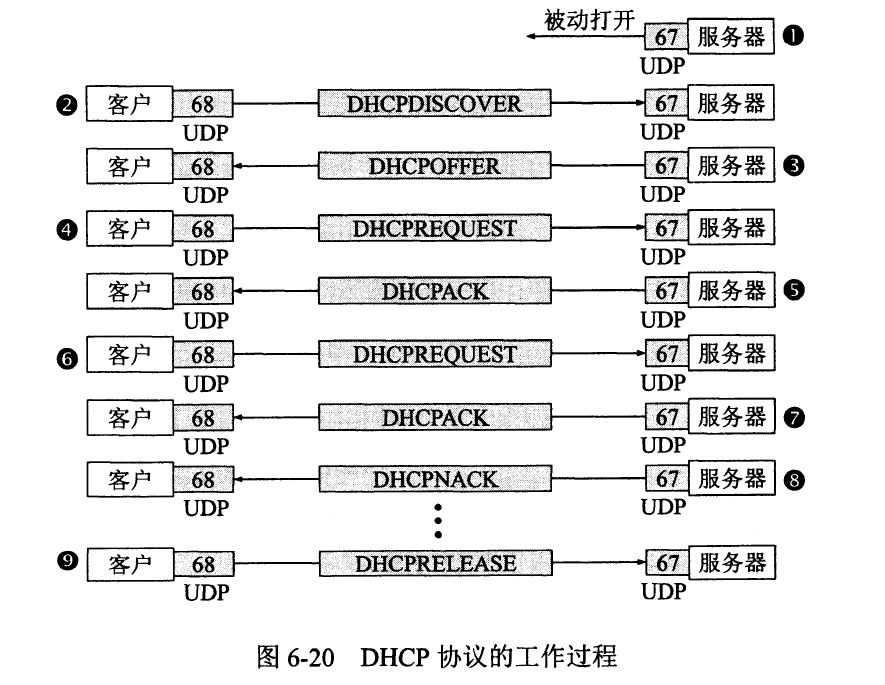 被动打开 67 服务器 ❶
UDP
❷ 客户 68 DHCPDISCOVER 67 服务器
UDP UDP
客户 68 DHCPOFFER 67 服务器 ❸
UDP UDP
❹ 客户 68 DHCPREQUEST 67 服务器
UDP UDP
客户 68 DHCPACK 67 服务器 ❺
UDP UDP
❻ 客户 68 DHCPREQUEST 67 服务器
UDP UDP
客户 68 DHCPACK 67 服务器 ❼
UDP UDP
客户 68 DHCPNACK 67 服务器 ❽
UDP UDP
❾ 客户 68 DHCPRELEASE 67 服务器
UDP UDP
图 6-20 DHCP 协议的工作过程